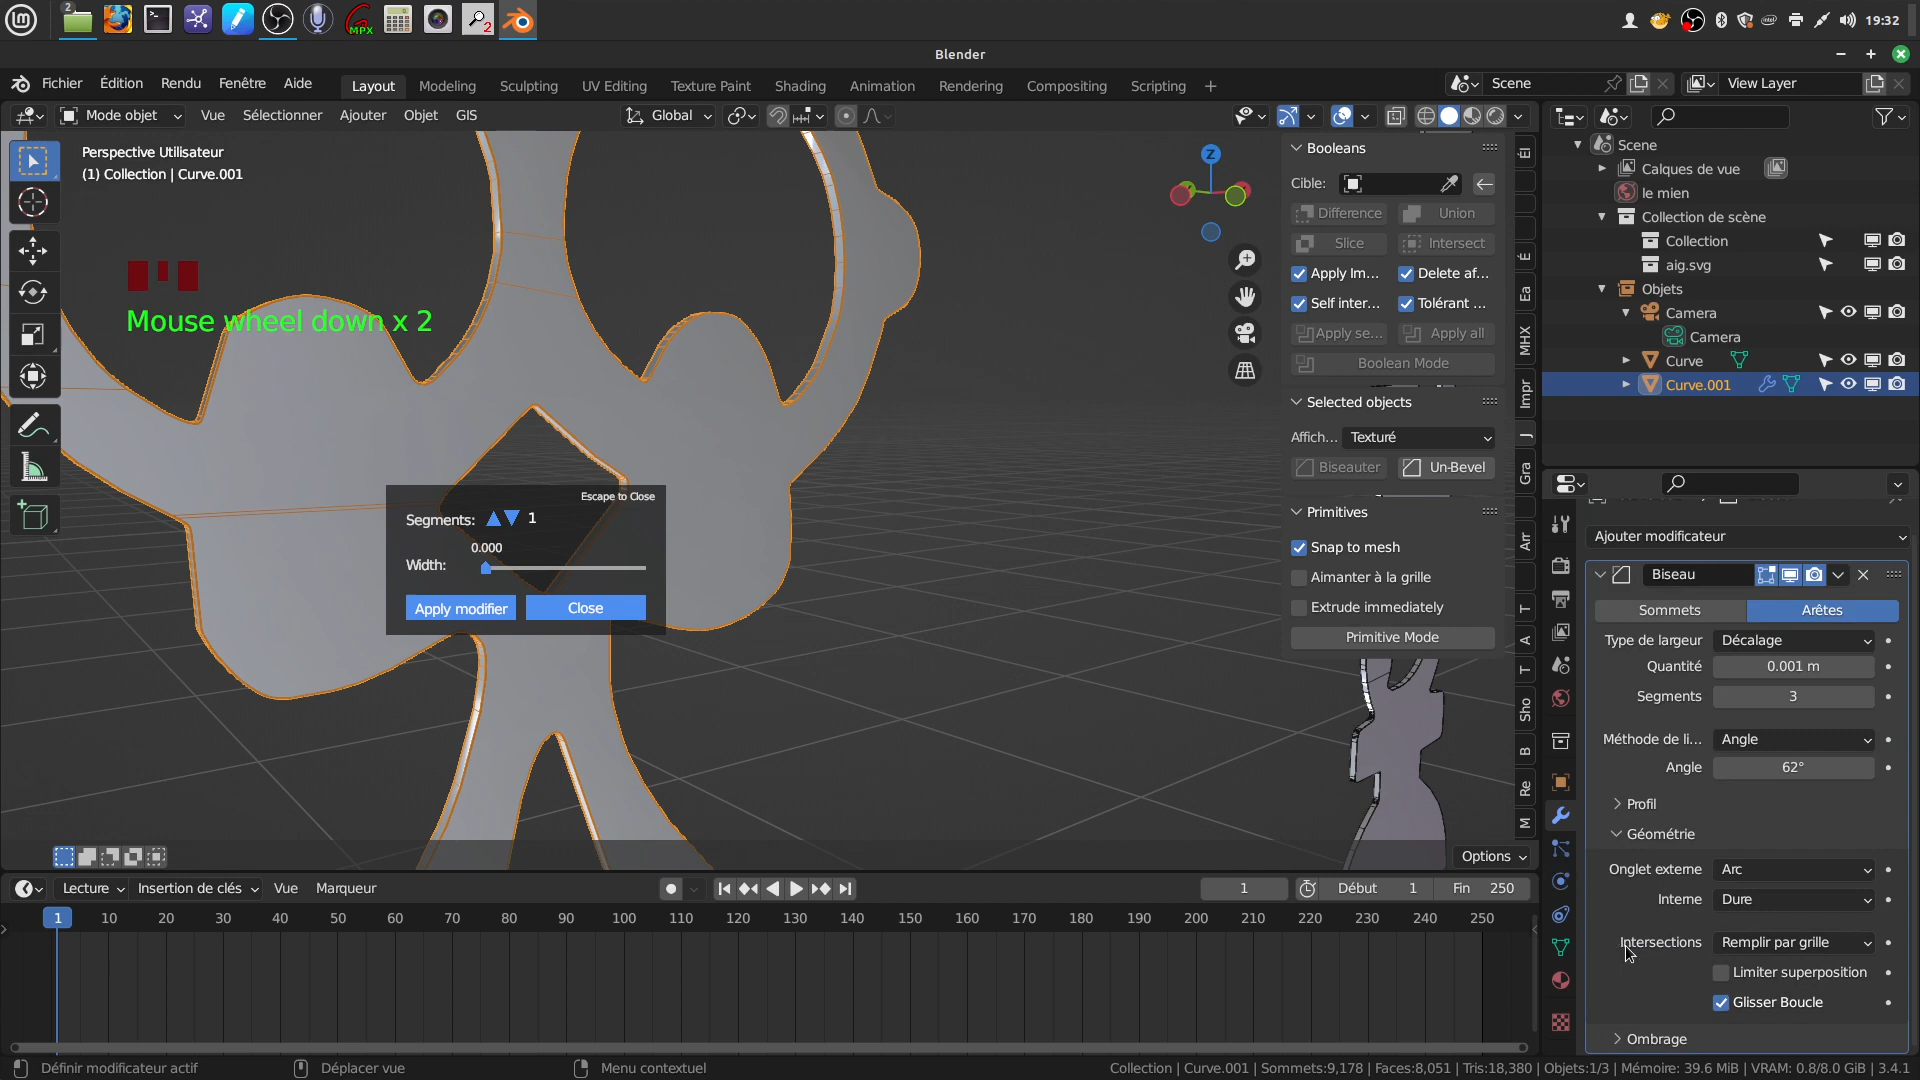 2
MPX
2
19:32
Blender
Fichier Édition Rendu Fenêtre Aide
Layout Modeling Sculpting UV Editing Texture Paint Shading Animation Rendering Compositing Scripting +
Scene
View Layer
Mode objet
Vue Sélectionner Ajouter Objet GIS
Global
Perspective Utilisateur
(1) Collection | Curve.001
Mouse wheel down x 2
Z
Escape to Close
Segments: 1
0.000
Width:
Apply modifier Close
Booleans
Cible:
Difference Union
Slice Intersect
Apply Im... Delete af...
Self inter... Tolérant ...
Apply se... Apply all
Boolean Mode
Selected objects
Affich... Texturé
Biseauter Un-Bevel
Primitives
Snap to mesh
Aimanter à la grille
Extrude immediately
Primitive Mode
Options
Él
É
Ea
MHX
Impr
J
Gra
Arr
T
A
T
Sho
B
Re
M
Scene
Calques de vue
le mien
Collection de scène
Collection
aig.svg
Objets
Camera
Camera
Curve
Curve.001
Ajouter modificateur
Biseau
Sommets Arêtes
Type de largeur Décalage
Quantité 0.001 m
Segments 3
Méthode de li... Angle
Angle 62°
Profil
Géométrie
Onglet externe Arc
Interne Dure
Intersections Remplir par grille
Limiter superposition
Glisser Boucle
Ombrage
Lecture Insertion de clés Vue Marqueur
1 Début 1 Fin 250
1 10 20 30 40 50 60 70 80 90 100 110 120 130 140 150 160 170 180 190 200 210 220 230 240 250
Définir modificateur actif Déplacer vue Menu contextuel
Collection | Curve.001 | Sommets:9,178 | Faces:8,051 | Tris:18,380 | Objets:1/3 | Mémoire: 39.6 MiB | VRAM: 0.8/8.0 GiB | 3.4.1